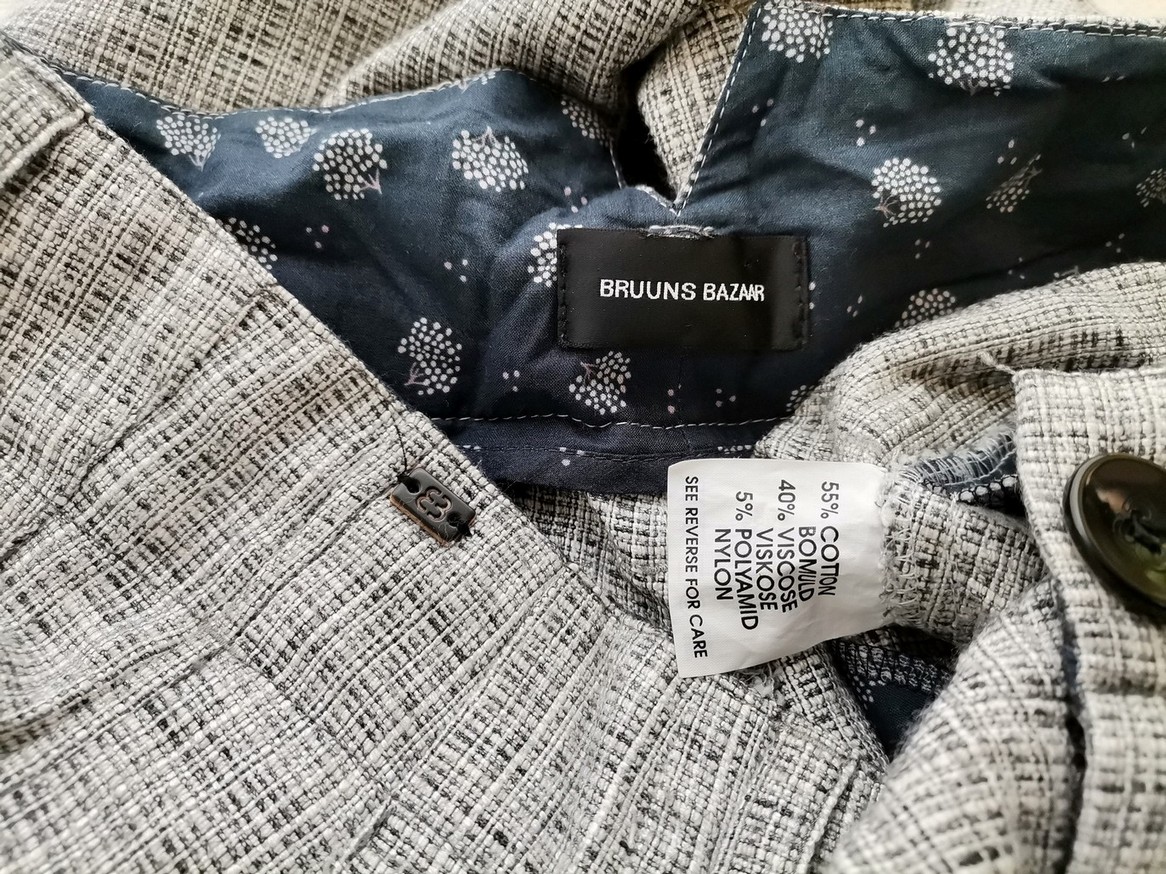 BRUUNS BAZAAR
55% COTTON
BOMULD
40% VISCOSE
VISKOSE
5% POLYAMID
NYLON
SEE REVERSE FOR CARE